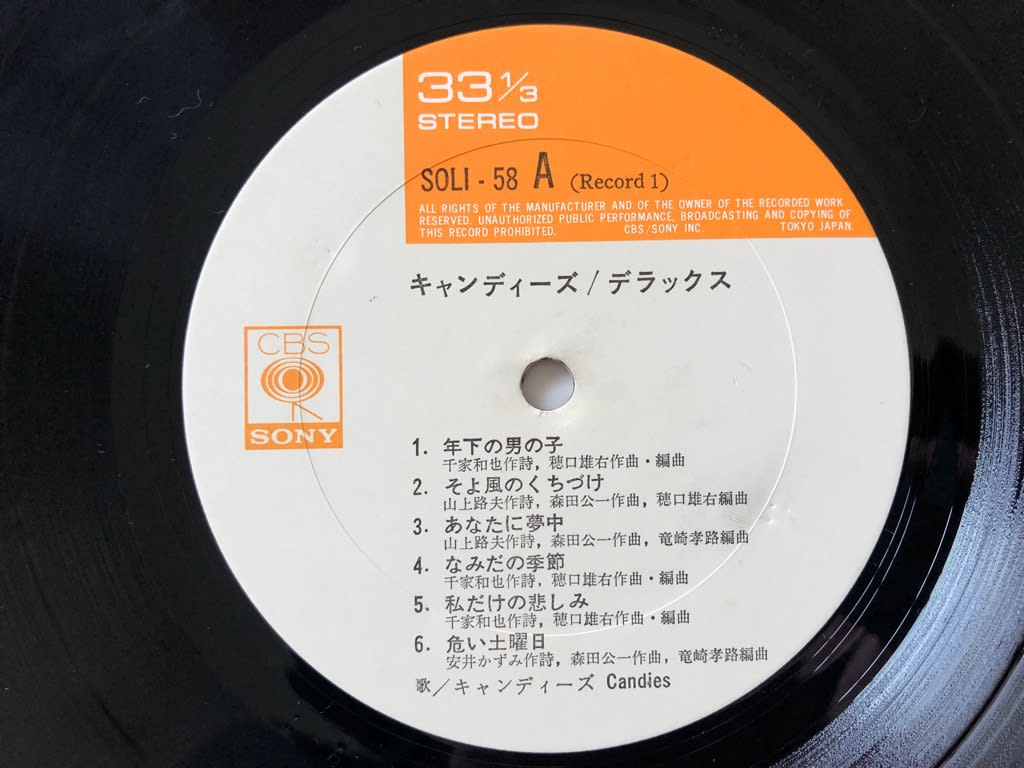 33 1/3
STEREO
SOLI - 58 A (Record 1)
ALL RIGHTS OF THE MANUFACTURER AND OF THE OWNER OF THE RECORDED WORK
RESERVED. UNAUTHORIZED PUBLIC PERFORMANCE, BROADCASTING AND COPYING OF
THIS RECORD PROHIBITED. CBS/SONY INC. TOKYO JAPAN.
キャンディーズ/デラックス
CBS
SONY
1. 年下の男の子
千家和也作詩，穂口雄右作曲・編曲
2. そよ風のくちづけ
山上路夫作詩，森田公一作曲，穂口雄右編曲
3. あなたに夢中
山上路夫作詩，森田公一作曲，竜崎孝路編曲
4. なみだの季節
千家和也作詩，穂口雄右作曲・編曲
5. 私だけの悲しみ
千家和也作詩，穂口雄右作曲・編曲
6. 危い土曜日
安井かずみ作詩，森田公一作曲，竜崎孝路編曲
歌/キャンディーズ Candies